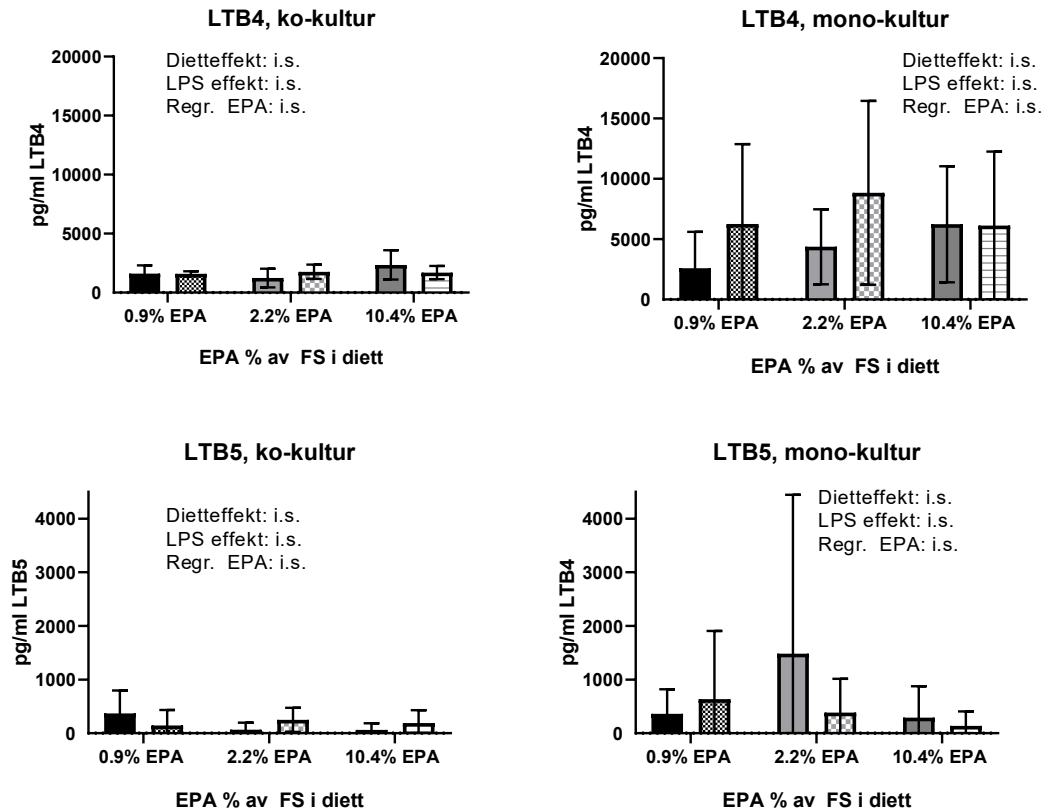 LTB4, ko-kultur
20000
15000
10000
5000
0
pg/ml LTB4
Dietteffekt: i.s.
LPS effekt: i.s.
Regr. EPA: i.s.
0.9% EPA 2.2% EPA 10.4% EPA
EPA % av FS i diett
LTB4, mono-kultur
20000
15000
10000
5000
0
pg/ml LTB4
Dietteffekt: i.s.
LPS effekt: i.s.
Regr. EPA: i.s.
0.9% EPA 2.2% EPA 10.4% EPA
EPA % av FS i diett
LTB5, ko-kultur
4000
3000
2000
1000
0
pg/ml LTB5
Dietteffekt: i.s.
LPS effekt: i.s.
Regr. EPA: i.s.
0.9% EPA 2.2% EPA 10.4% EPA
EPA % av FS i diett
LTB5, mono-kultur
4000
3000
2000
1000
0
pg/ml LTB4
Dietteffekt: i.s.
LPS effekt: i.s.
Regr. EPA: i.s.
0.9% EPA 2.2% EPA 10.4% EPA
EPA % av FS i diett